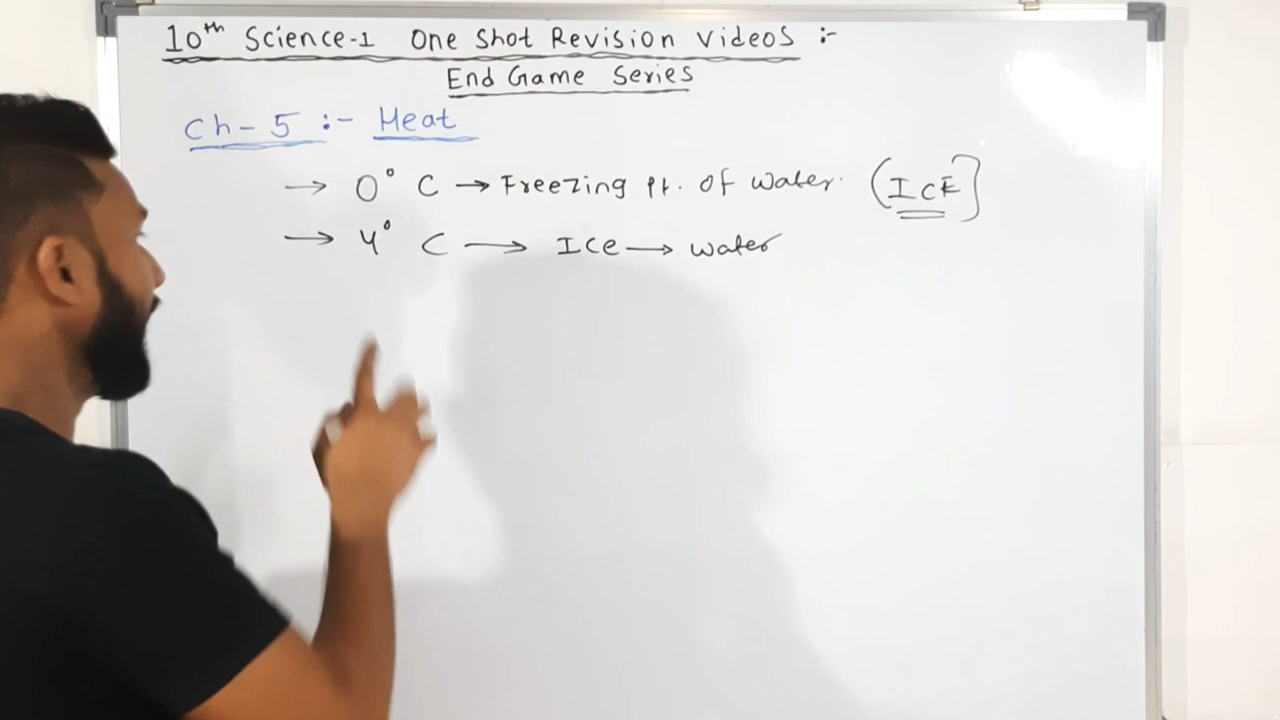 10th Science-1 One Shot Revision Videos :-
End Game Series
Ch-5 :- Heat
→ 0° C → Freezing pt. of water. (ICE)
→ 4° C → Ice → water